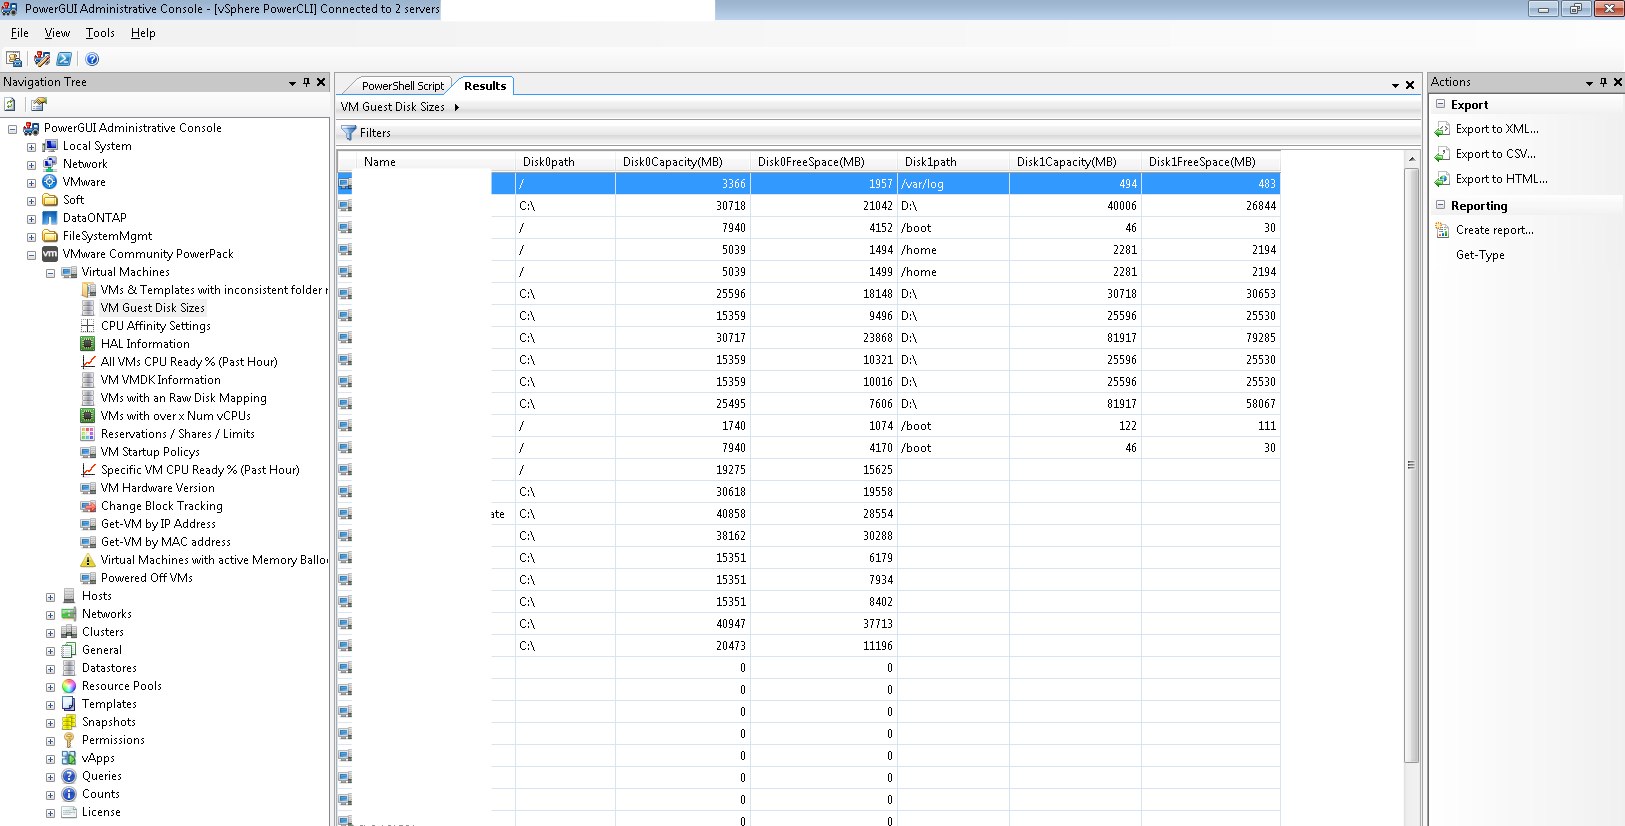 PowerGUI Administrative Console - [vSphere PowerCLI] Connected to 2 servers
File View Tools Help
Navigation Tree
PowerGUI Administrative Console
Local System
Network
VMware
Soft
DataONTAP
FileSystemMgmt
VMware Community PowerPack
Virtual Machines
VMs & Templates with inconsistent folder r
VM Guest Disk Sizes
CPU Affinity Settings
HAL Information
All VMs CPU Ready % (Past Hour)
VM VMDK Information
VMs with an Raw Disk Mapping
VMs with over x Num vCPUs
Reservations / Shares / Limits
VM Startup Policys
Specific VM CPU Ready % (Past Hour)
VM Hardware Version
Change Block Tracking
Get-VM by IP Address
Get-VM by MAC address
Virtual Machines with active Memory Balloo
Powered Off VMs
Hosts
Networks
Clusters
General
Datastores
Resource Pools
Templates
Snapshots
Permissions
vApps
Queries
Counts
License
PowerShell Script Results
VM Guest Disk Sizes
Filters
Name Disk0path Disk0Capacity(MB) Disk0FreeSpace(MB) Disk1path Disk1Capacity(MB) Disk1FreeSpace(MB)
/ 3366 1957 /var/log 494 483
C:\ 30718 21042 D:\ 40006 26844
/ 7940 4152 /boot 46 30
/ 5039 1494 /home 2281 2194
/ 5039 1499 /home 2281 2194
C:\ 25596 18148 D:\ 30718 30653
C:\ 15359 9496 D:\ 25596 25530
C:\ 30717 23868 D:\ 81917 79285
C:\ 15359 10321 D:\ 25596 25530
C:\ 15359 10016 D:\ 25596 25530
C:\ 25495 7606 D:\ 81917 58067
/ 1740 1074 /boot 122 111
/ 7940 4170 /boot 46 30
/ 19275 15625
C:\ 30618 19558
ate C:\ 40858 28554
C:\ 38162 30288
C:\ 15351 6179
C:\ 15351 7934
C:\ 15351 8402
C:\ 40947 37713
C:\ 20473 11196
0 0
0 0
0 0
0 0
0 0
0 0
0 0
0 0
Actions
Export
Export to XML...
Export to CSV...
Export to HTML...
Reporting
Create report...
Get-Type